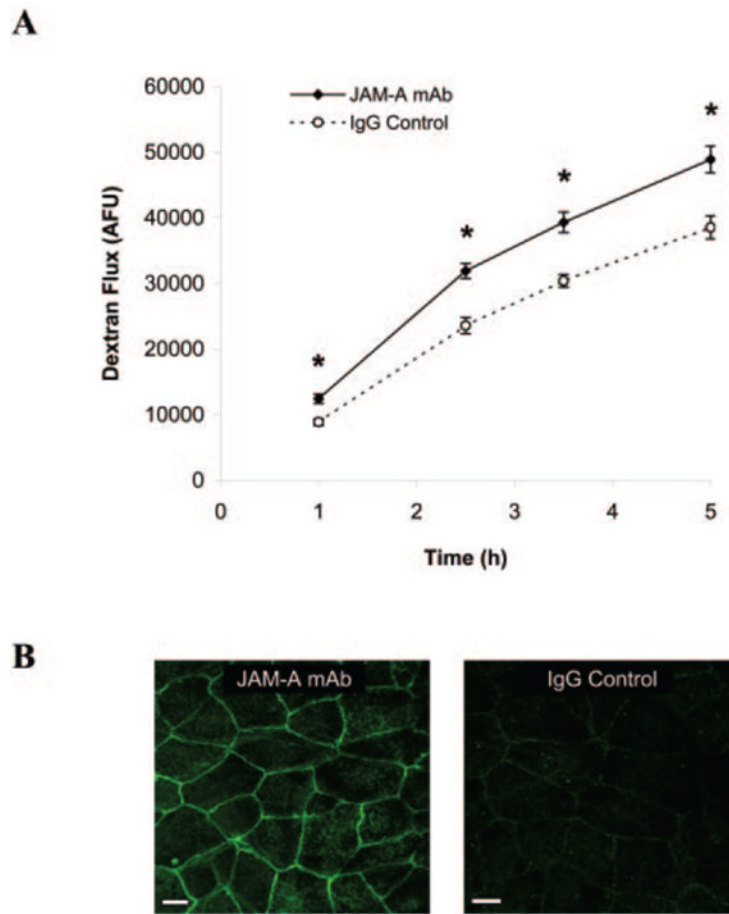 A
60000
50000
40000
30000
20000
10000
0
Dextran Flux (AFU)
JAM-A mAb
IgG Control
*
*
*
*
0 1 2 3 4 5
Time (h)
B
JAM-A mAb
IgG Control